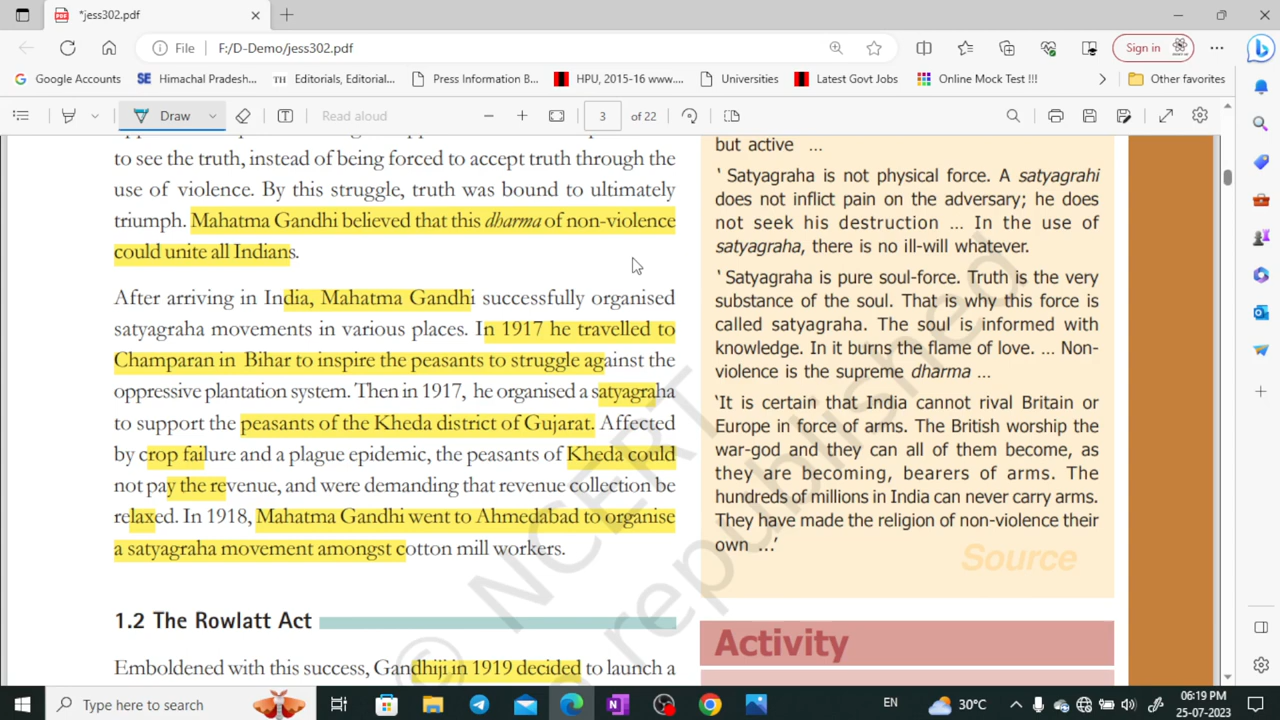 *jess302.pdf
File F:/D-Demo/jess302.pdf
Sign in
Google Accounts
SE Himachal Pradesh...
TH Editorials, Editorial...
Press Information B...
HPU, 2015-16 www....
Universities
Latest Govt Jobs
Online Mock Test !!!
Other favorites
Draw
Read aloud
3 of 22
to see the truth, instead of being forced to accept truth through the
use of violence. By this struggle, truth was bound to ultimately
triumph. Mahatma Gandhi believed that this dharma of non-violence
could unite all Indians.
After arriving in India, Mahatma Gandhi successfully organised
satyagraha movements in various places. In 1917 he travelled to
Champaran in Bihar to inspire the peasants to struggle against the
oppressive plantation system. Then in 1917, he organised a satyagraha
to support the peasants of the Kheda district of Gujarat. Affected
by crop failure and a plague epidemic, the peasants of Kheda could
not pay the revenue, and were demanding that revenue collection be
relaxed. In 1918, Mahatma Gandhi went to Ahmedabad to organise
a satyagraha movement amongst cotton mill workers.
1.2 The Rowlatt Act
Emboldened with this success, Gandhiji in 1919 decided to launch a
but active ...
' Satyagraha is not physical force. A satyagrahi
does not inflict pain on the adversary; he does
not seek his destruction ... In the use of
satyagraha, there is no ill-will whatever.
' Satyagraha is pure soul-force. Truth is the very
substance of the soul. That is why this force is
called satyagraha. The soul is informed with
knowledge. In it burns the flame of love. ... Non-
violence is the supreme dharma ...
'It is certain that India cannot rival Britain or
Europe in force of arms. The British worship the
war-god and they can all of them become, as
they are becoming, bearers of arms. The
hundreds of millions in India can never carry arms.
They have made the religion of non-violence their
own ...'
Source
Activity
© NCERT
republished
Type here to search
EN
30°C
06:19 PM
25-07-2023